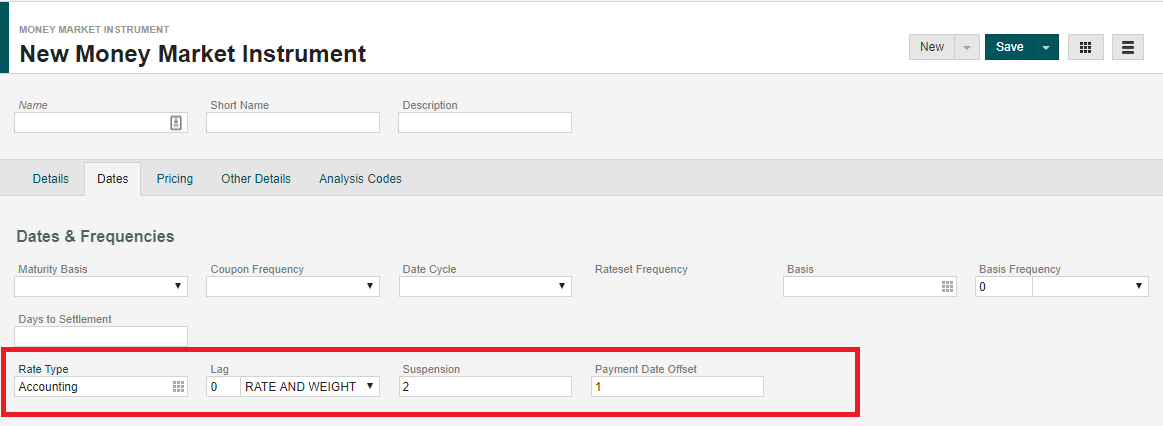 MONEY MARKET INSTRUMENT
New Money Market Instrument
New Save
Name Short Name Description
Details Dates Pricing Other Details Analysis Codes
Dates & Frequencies
Maturity Basis Coupon Frequency Date Cycle Rateset Frequency Basis Basis Frequency
0
Days to Settlement
Rate Type Lag Suspension Payment Date Offset
Accounting 0 RATE AND WEIGHT 2 1